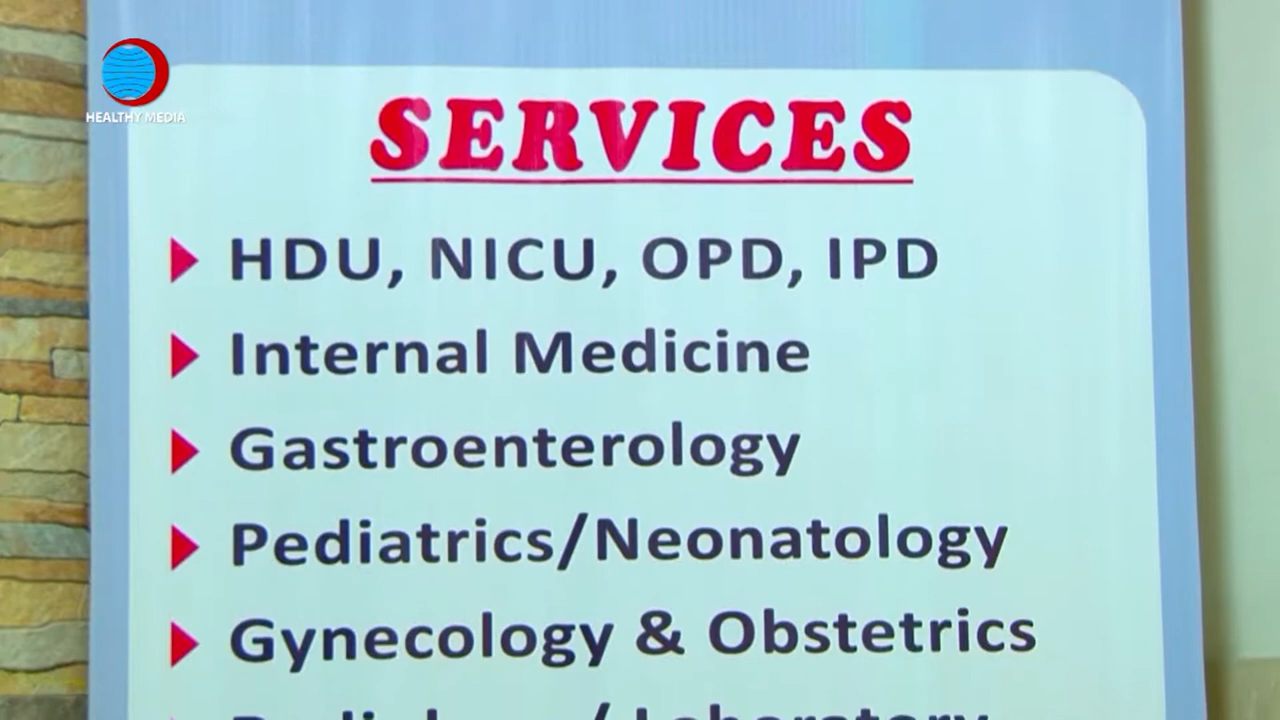 HEALTHY MEDIA
SERVICES
HDU, NICU, OPD, IPD
Internal Medicine
Gastroenterology
Pediatrics/Neonatology
Gynecology & Obstetrics